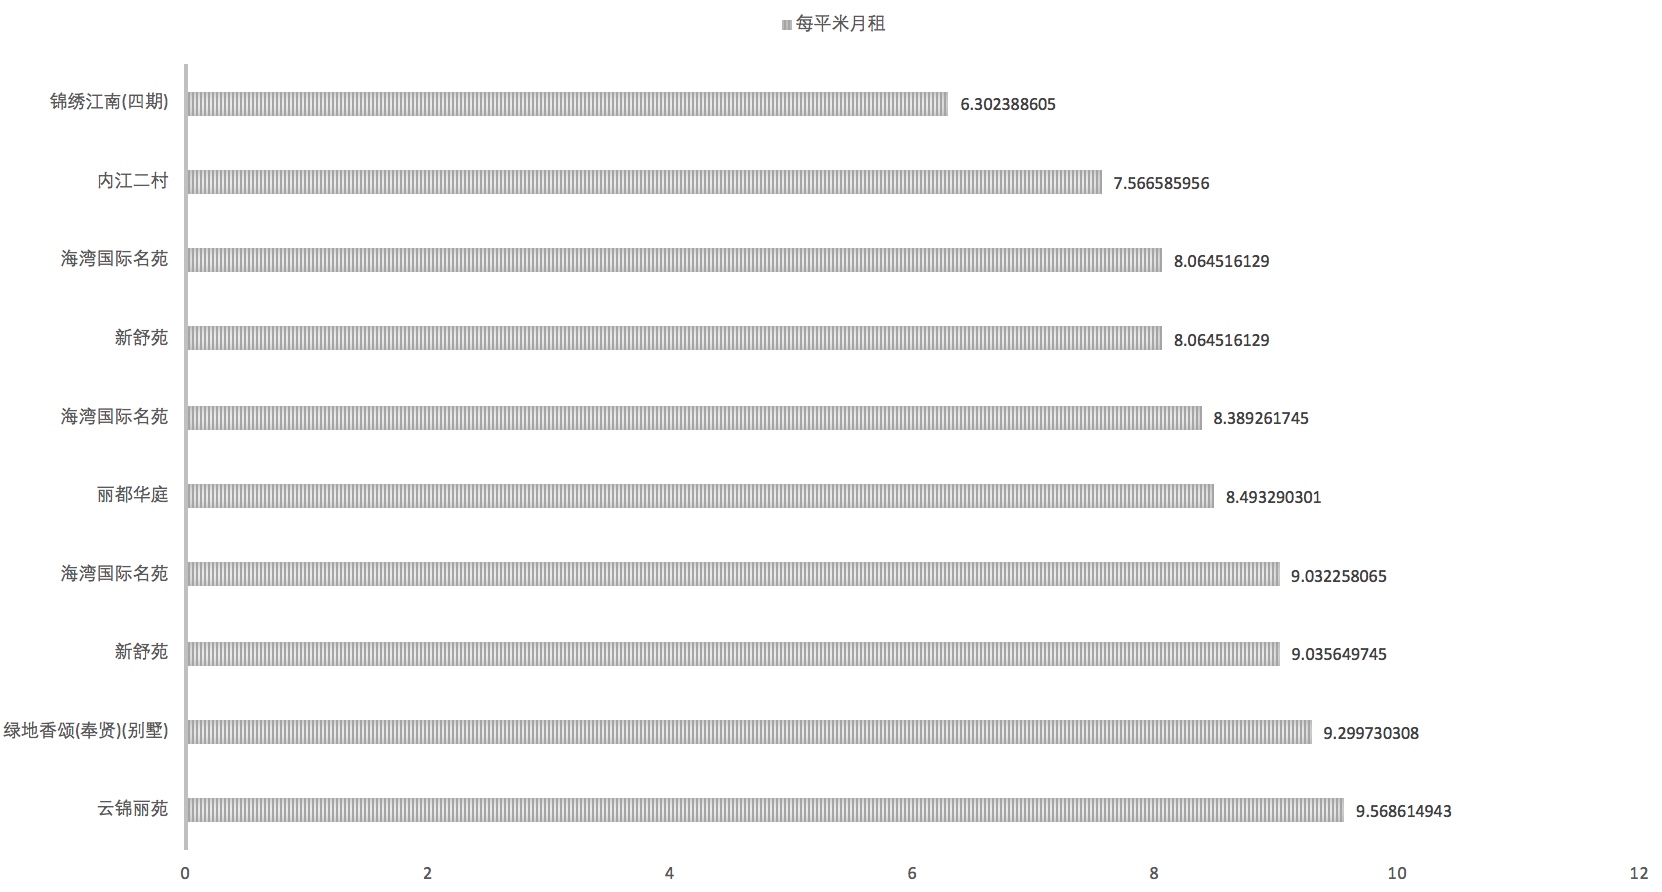 每平米月租
锦绣江南(四期) 6.302388605
内江二村 7.566585956
海湾国际名苑 8.064516129
新舒苑 8.064516129
海湾国际名苑 8.389261745
丽都华庭 8.493290301
海湾国际名苑 9.032258065
新舒苑 9.035649745
绿地香颂(奉贤)(别墅) 9.299730308
云锦丽苑 9.568614943
0 2 4 6 8 10 12